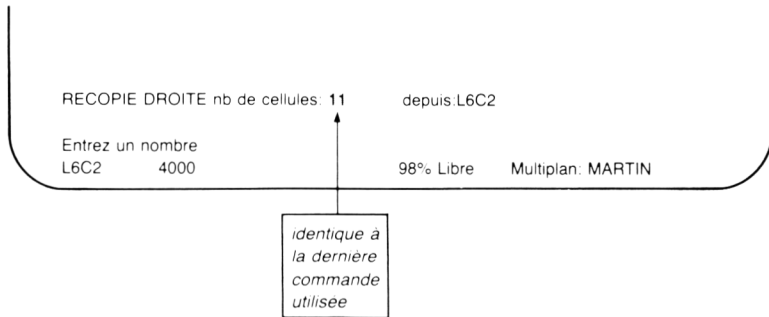 RECOPIE DROITE nb de cellules: 11 depuis:L6C2
Entrez un nombre
L6C2 4000 98% Libre Multiplan: MARTIN
identique à
la dernière
commande
utilisée